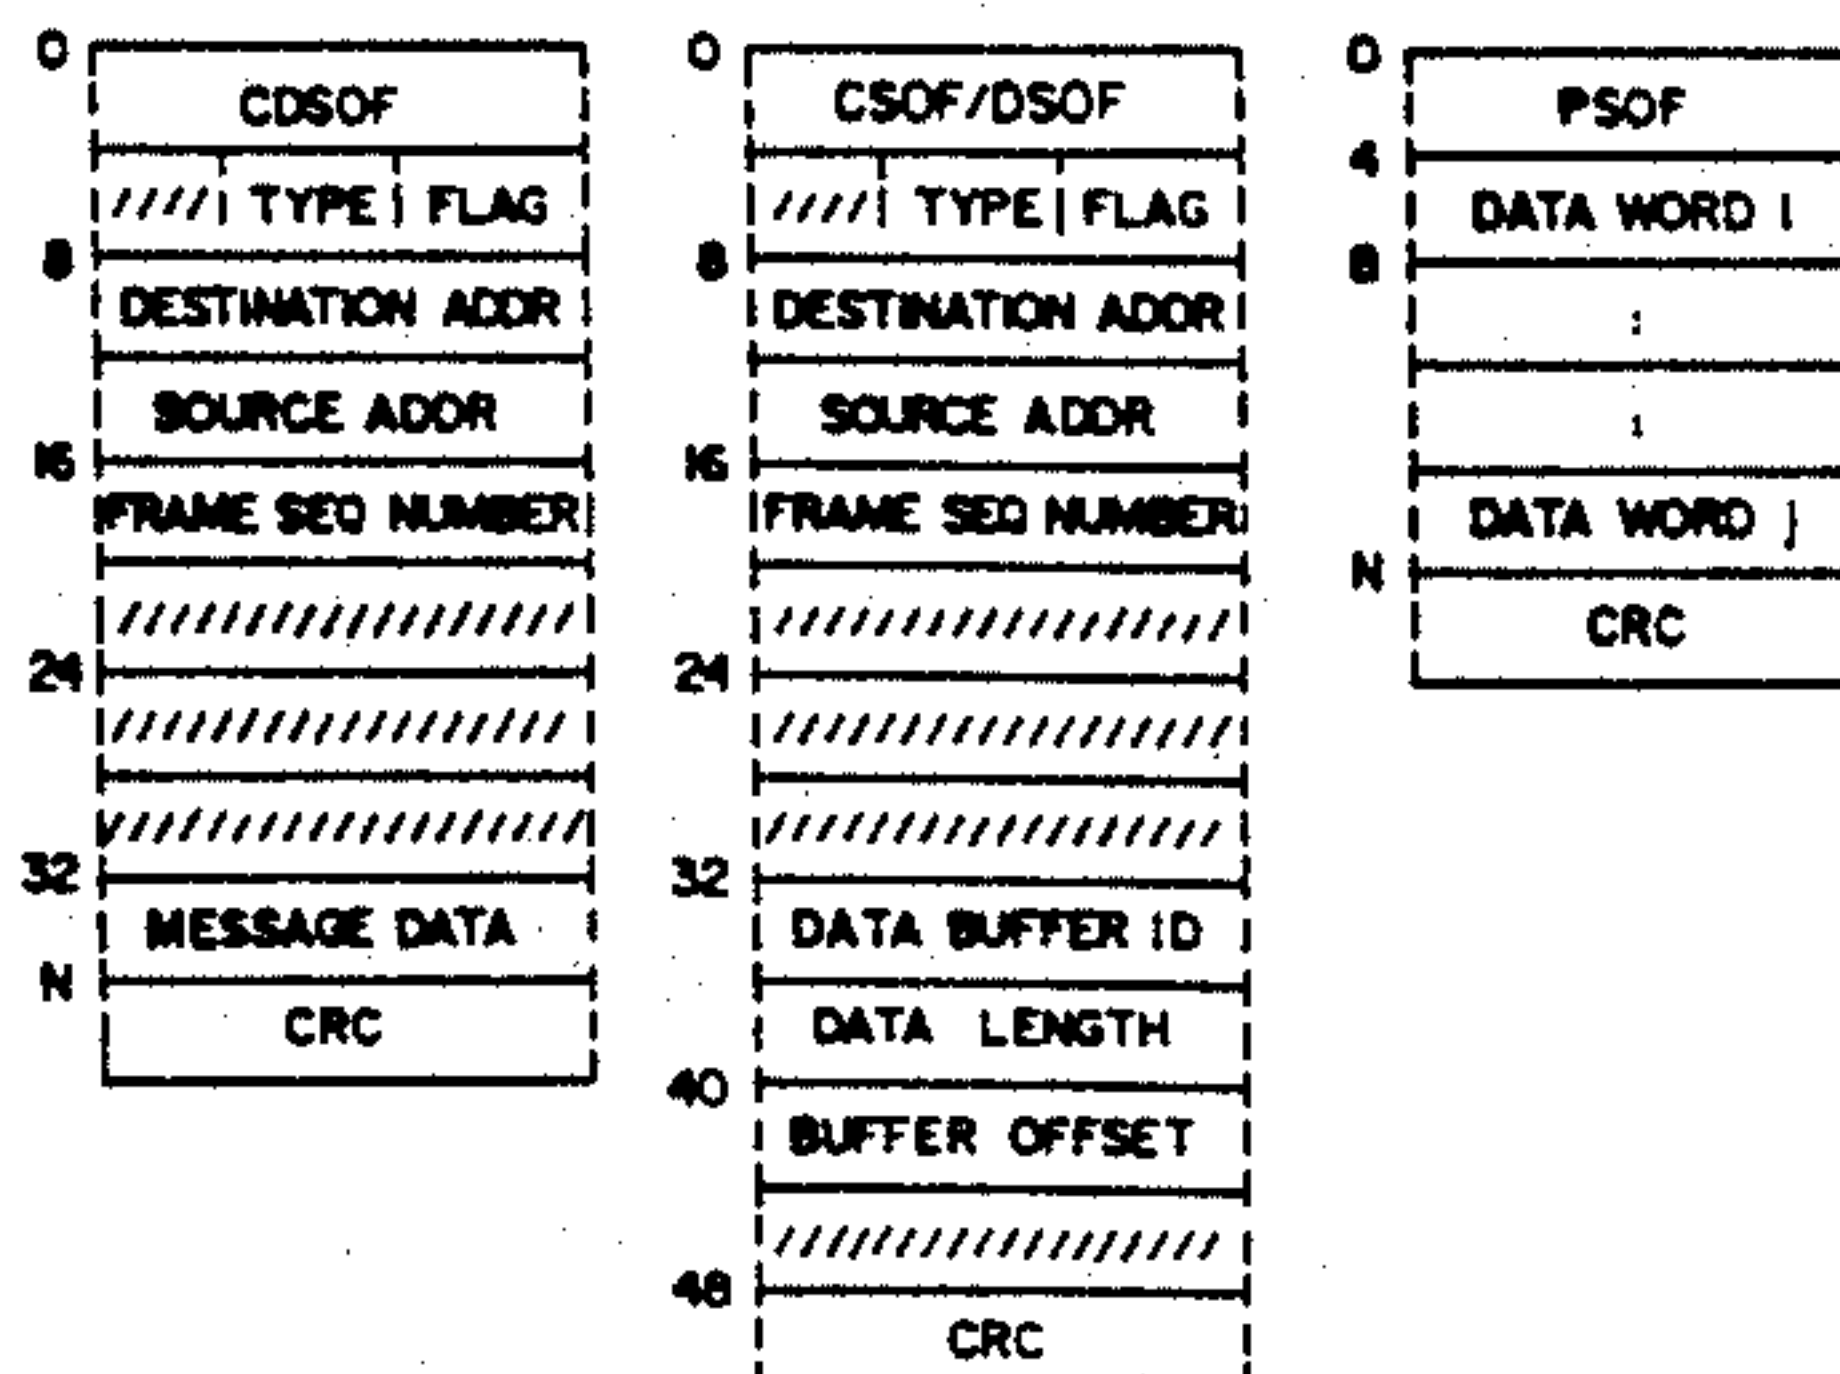 0
CDSOF
//// TYPE FLAG
8
DESTINATION ADDR
SOURCE ADDR
16
FRAME SEQ NUMBER
/////////////////
24
/////////////////
///////////////////
32
MESSAGE DATA
N
CRC
0
CSOF/DSOF
//// TYPE FLAG
8
DESTINATION ADDR
SOURCE ADDR
16
FRAME SEQ NUMBER
/////////////////
24
//////////////////
//////////////////
32
DATA BUFFER ID
DATA LENGTH
40
BUFFER OFFSET
/////////////////
48
CRC
0
PSOF
4
DATA WORD 1
8
:
:
DATA WORD j
N
CRC